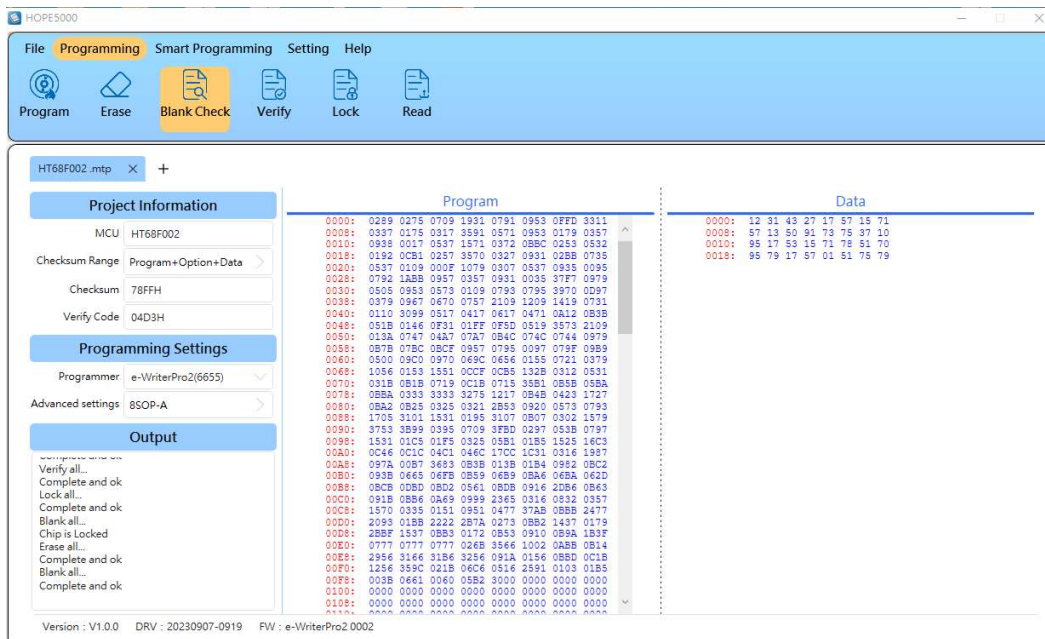 HOPE5000
File Programming Smart Programming Setting Help
Program Erase Blank Check Verify Lock Read
HT68F002 .mtp
Project Information
MCU HT68F002
Checksum Range Program+Option+Data
Checksum 78FFH
Verify Code 04D3H
Programming Settings
Programmer e-WriterPro2(6655)
Advanced settings 8SOP-A
Output
Verify all...
Complete and ok
Lock all...
Complete and ok
Blank all...
Chip is Locked
Erase all...
Complete and ok
Blank all...
Complete and ok
Program
0000: 0289 0275 0709 1931 0791 0953 0FFD 3311
0008: 0337 0175 0317 3591 0571 0953 0179 0357
0010: 0938 0017 0537 1571 0372 0BBC 0253 0532
0018: 0192 0CB1 0257 3570 0327 0931 02BB 0735
0020: 0537 0109 000F 1079 0307 0537 0935 0095
0028: 0792 1ABB 0957 0357 0931 0035 37F7 0979
0030: 0505 0953 0573 0109 0793 0795 3970 0D97
0038: 0379 0967 0670 0757 2109 1209 1419 0731
0040: 0110 3099 0517 0417 0617 0471 0A12 0B3B
0048: 051B 0146 0F31 01FF 0F5D 0519 3573 2109
0050: 013A 0747 04A7 07A7 0B4C 074C 0744 0979
0058: 0B7B 07BC 0BCF 0957 0795 0097 079F 09B9
0060: 0500 09C0 0970 069C 0656 0155 0721 0379
0068: 1056 0153 1551 0CCF 0CB5 132B 0312 0531
0070: 031B 0B1B 0719 0C1B 0715 35B1 0B5B 05BA
0078: 0BBA 0333 3333 3275 1217 0B4B 0423 1727
0080: 0BA2 0B25 0325 0321 2B53 0920 0573 0793
0088: 1705 3101 1531 0195 3107 0B07 0302 1579
0090: 3753 3B99 0395 0709 3FBD 0297 053B 0797
0098: 1531 01C5 01F5 0325 05B1 01B5 1525 16C3
00A0: 0C46 0C1C 04C1 046C 17CC 1C31 0316 1987
00A8: 097A 00B7 3683 0B3B 013B 01B4 0982 0BC2
00B0: 093B 0665 06FB 0B59 06B9 0BA6 06BA 062D
00B8: 0BCB 0DBD 0BD2 0561 0BDB 0916 2DB6 0B63
00C0: 091B 0BB6 0A69 0999 2365 0316 0832 0357
00C8: 1570 0335 0151 0951 0477 37AB 0BBB 2477
00D0: 2093 01BB 2222 2B7A 0273 0BB2 1437 0179
00D8: 2BBF 1537 0BB3 0172 0B53 0910 0B9A 1B3F
00E0: 0777 0777 0777 026B 3566 1002 0ABB 0B14
00E8: 2956 3166 31B6 3256 091A 0156 0BBD 0C1B
00F0: 1256 359C 021B 06C6 0516 2591 0103 01B5
00F8: 003B 0661 0060 05B2 3000 0000 0000 0000
0100: 0000 0000 0000 0000 0000 0000 0000 0000
0108: 0000 0000 0000 0000 0000 0000 0000 0000
Data
0000: 12 31 43 27 17 57 15 71
0008: 57 13 50 91 73 75 37 10
0010: 95 17 53 15 71 78 51 70
0018: 95 79 17 57 01 51 75 79
Version : V1.0.0 DRV : 20230907-0919 FW : e-WriterPro2 0002